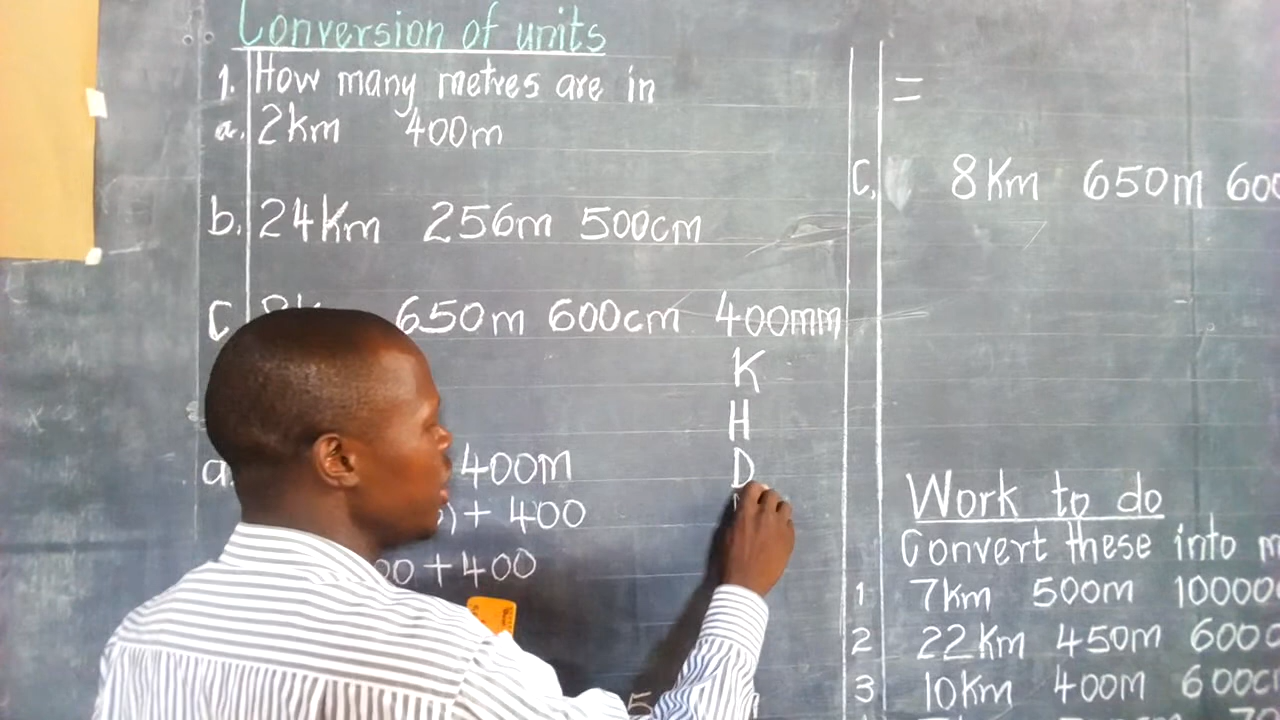 Conversion of units
1. How many metres are in
a. 2km 400m
b. 24Km 256m 500cm
C 650m 600cm 400mm
K
H
D
a. 400m
)+ 400
00+400
=
C. 8Km 650m 600
Work to do
Convert these into m
1 7km 500m 10000
2 22Km 450m 600
3 10Km 400m 600c